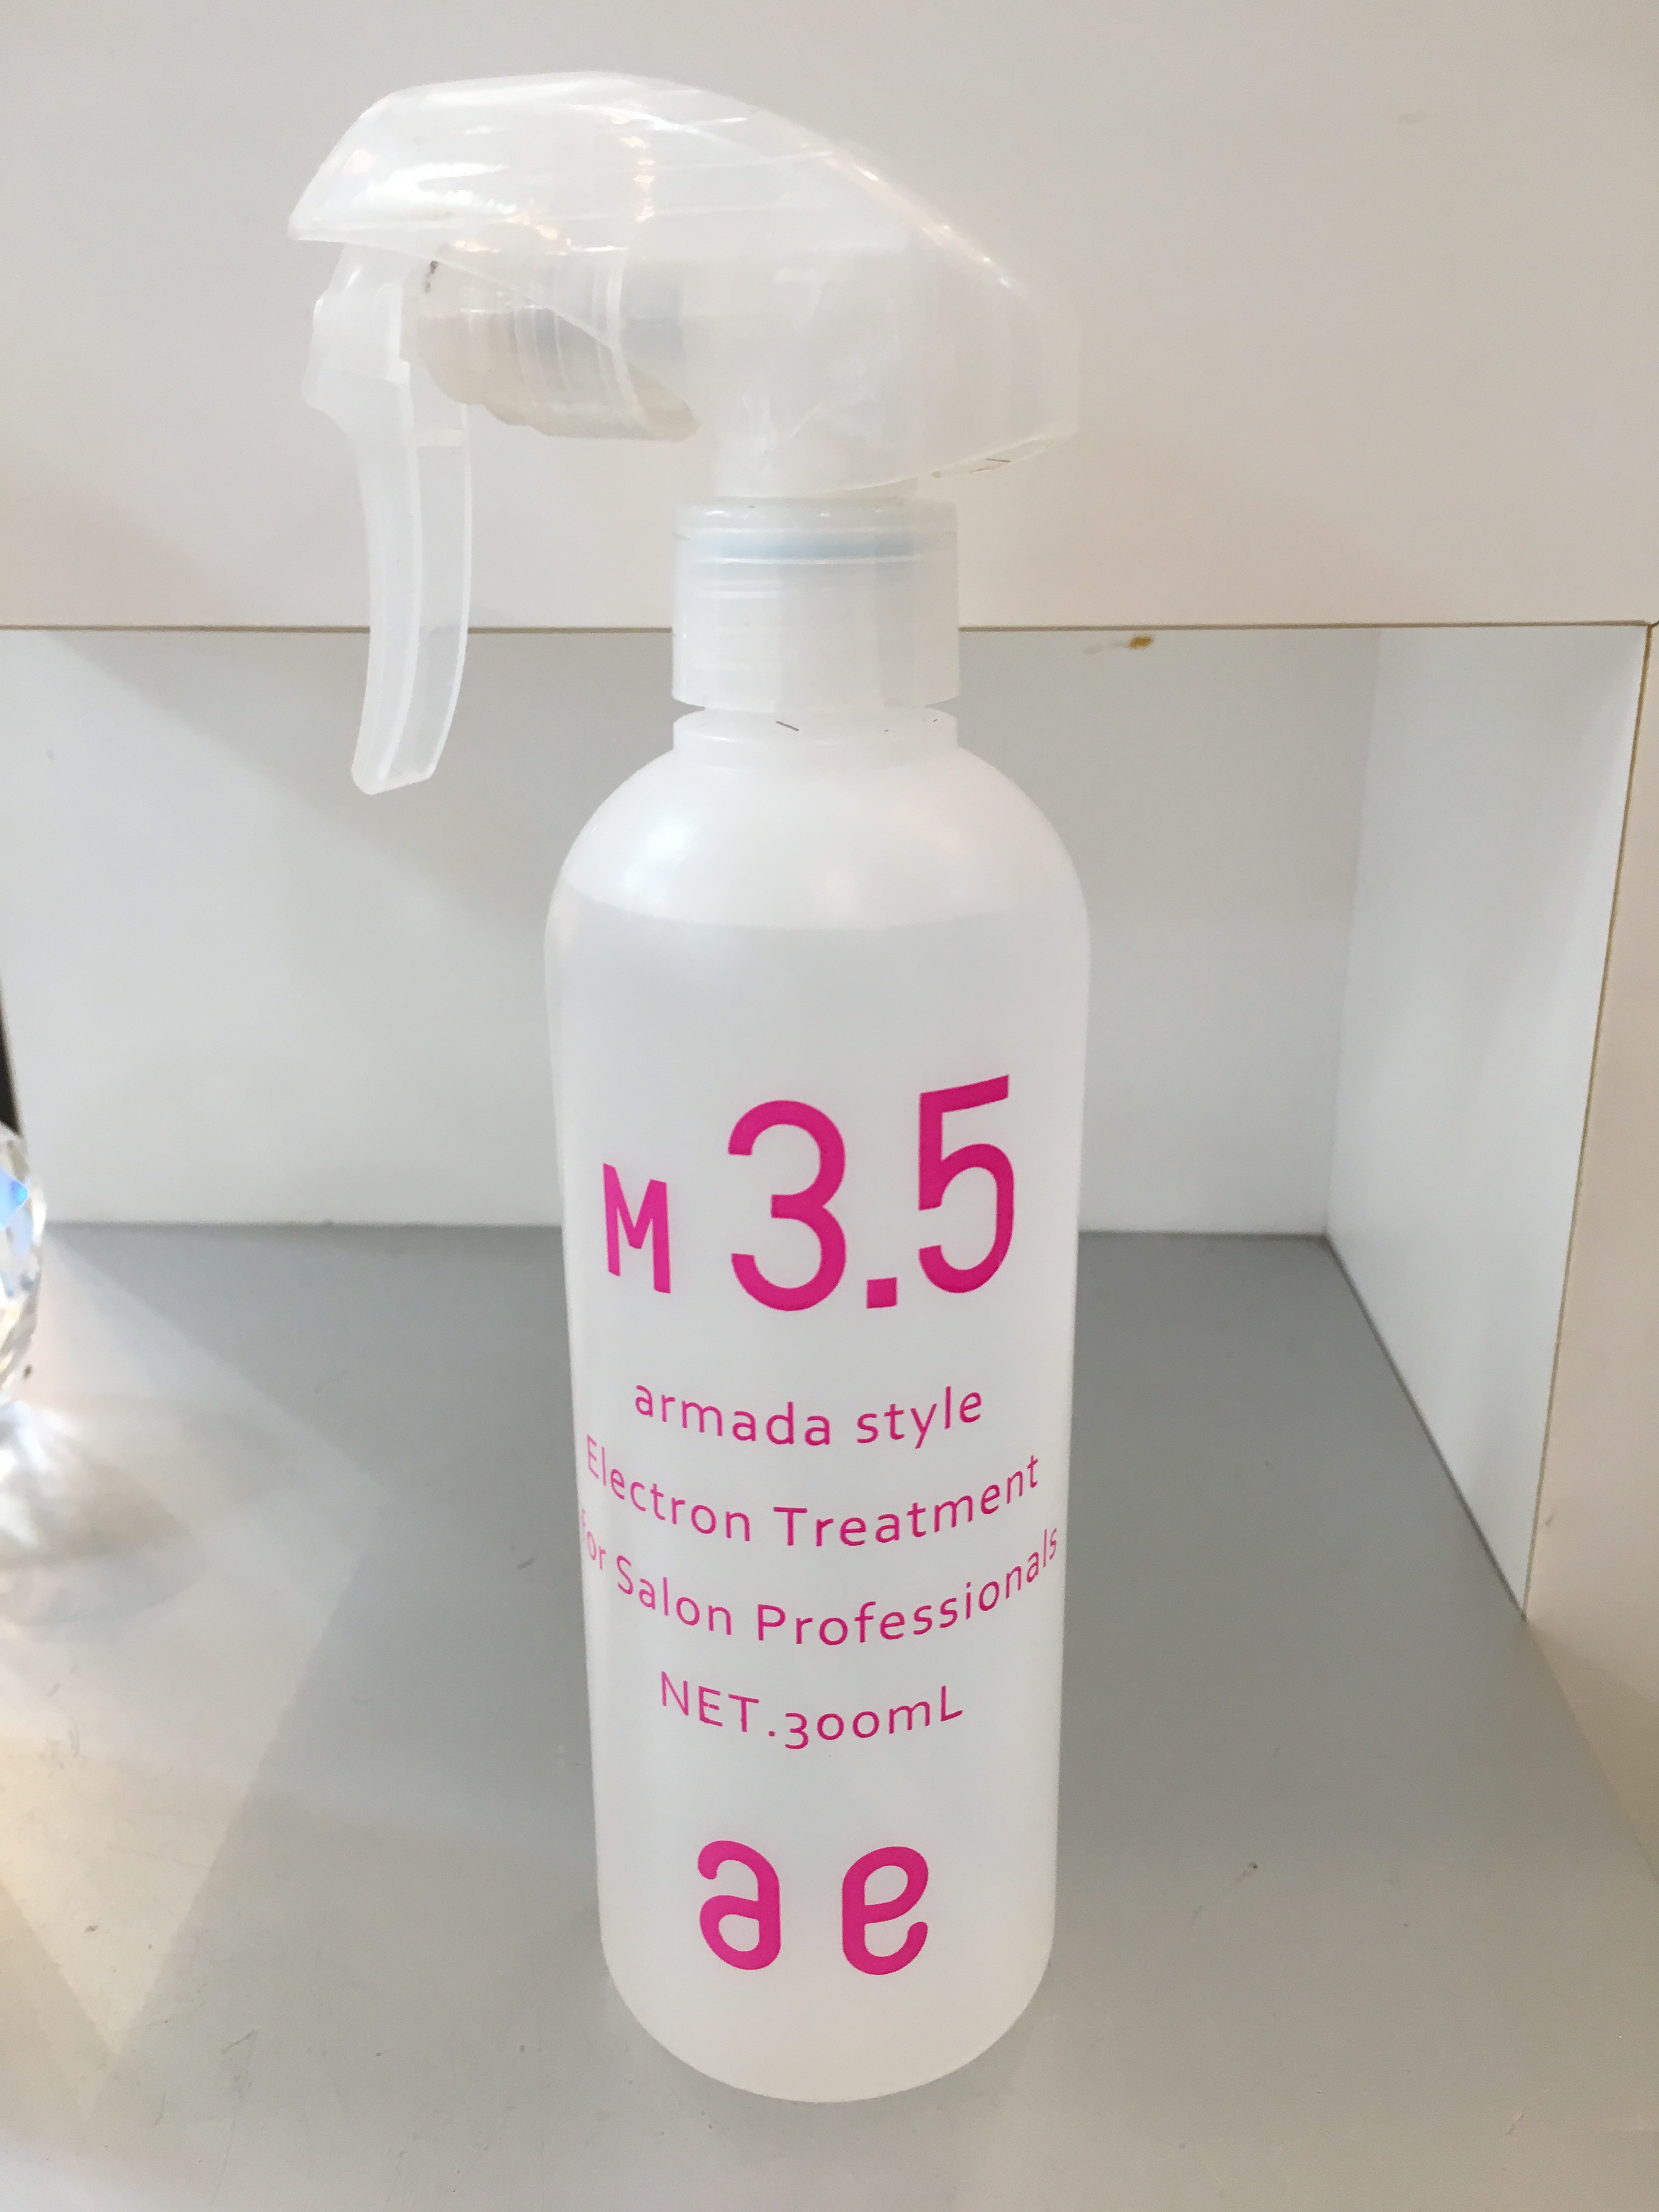 M 3.5
armada style
Electron Treatment
for Salon Professionals
NET.300mL
ae